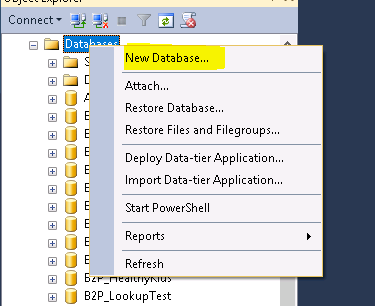 Object Explorer
Connect
Databases
New Database...
Attach...
Restore Database...
Restore Files and Filegroups...
Deploy Data-tier Application...
Import Data-tier Application...
Start PowerShell
Reports
Refresh
B2P_HealthyKids
B2P_LookupTest